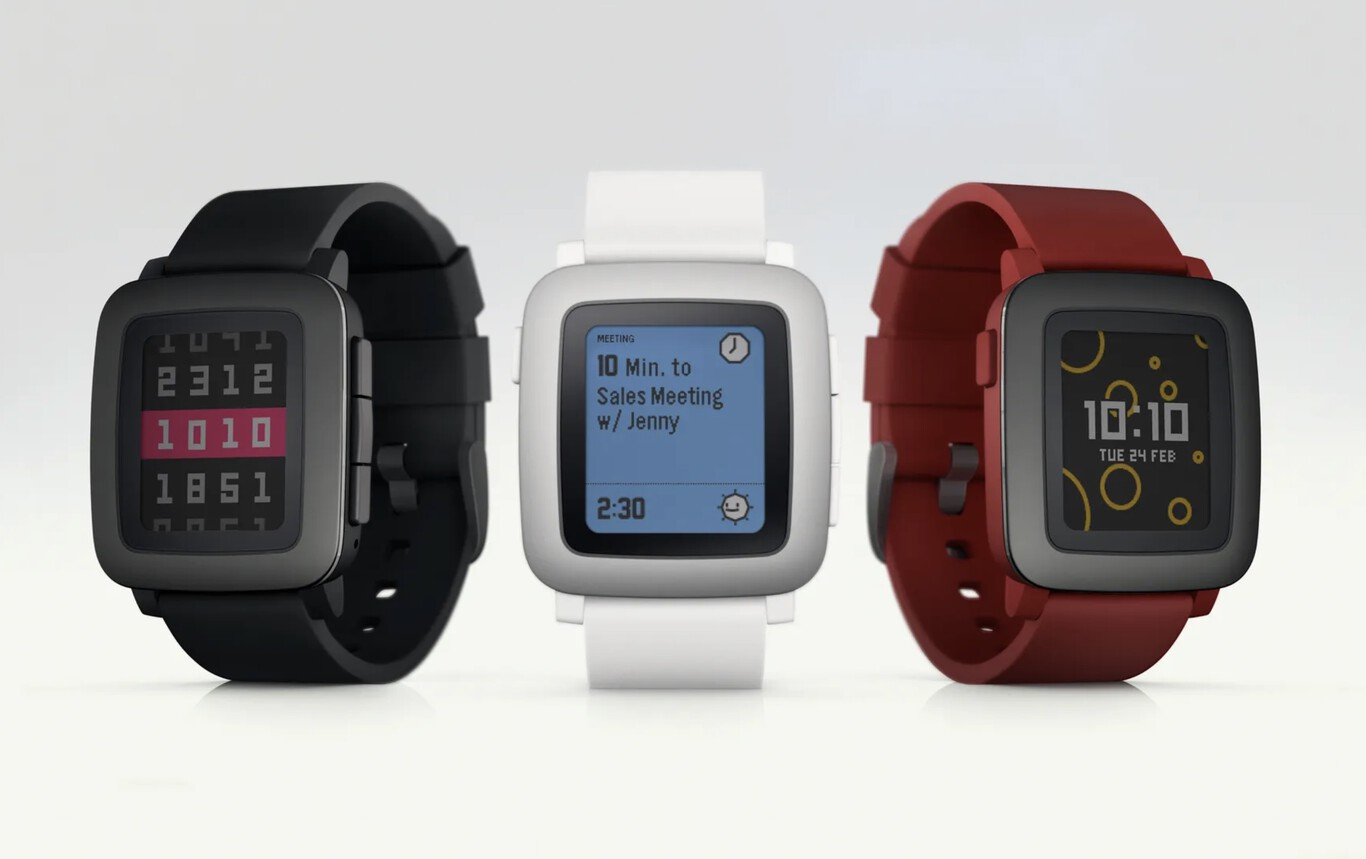 2312
1010
1851
MEETING
10 Min. to
Sales Meeting
w/ Jenny
2:30
10:10
TUE 24 FEB